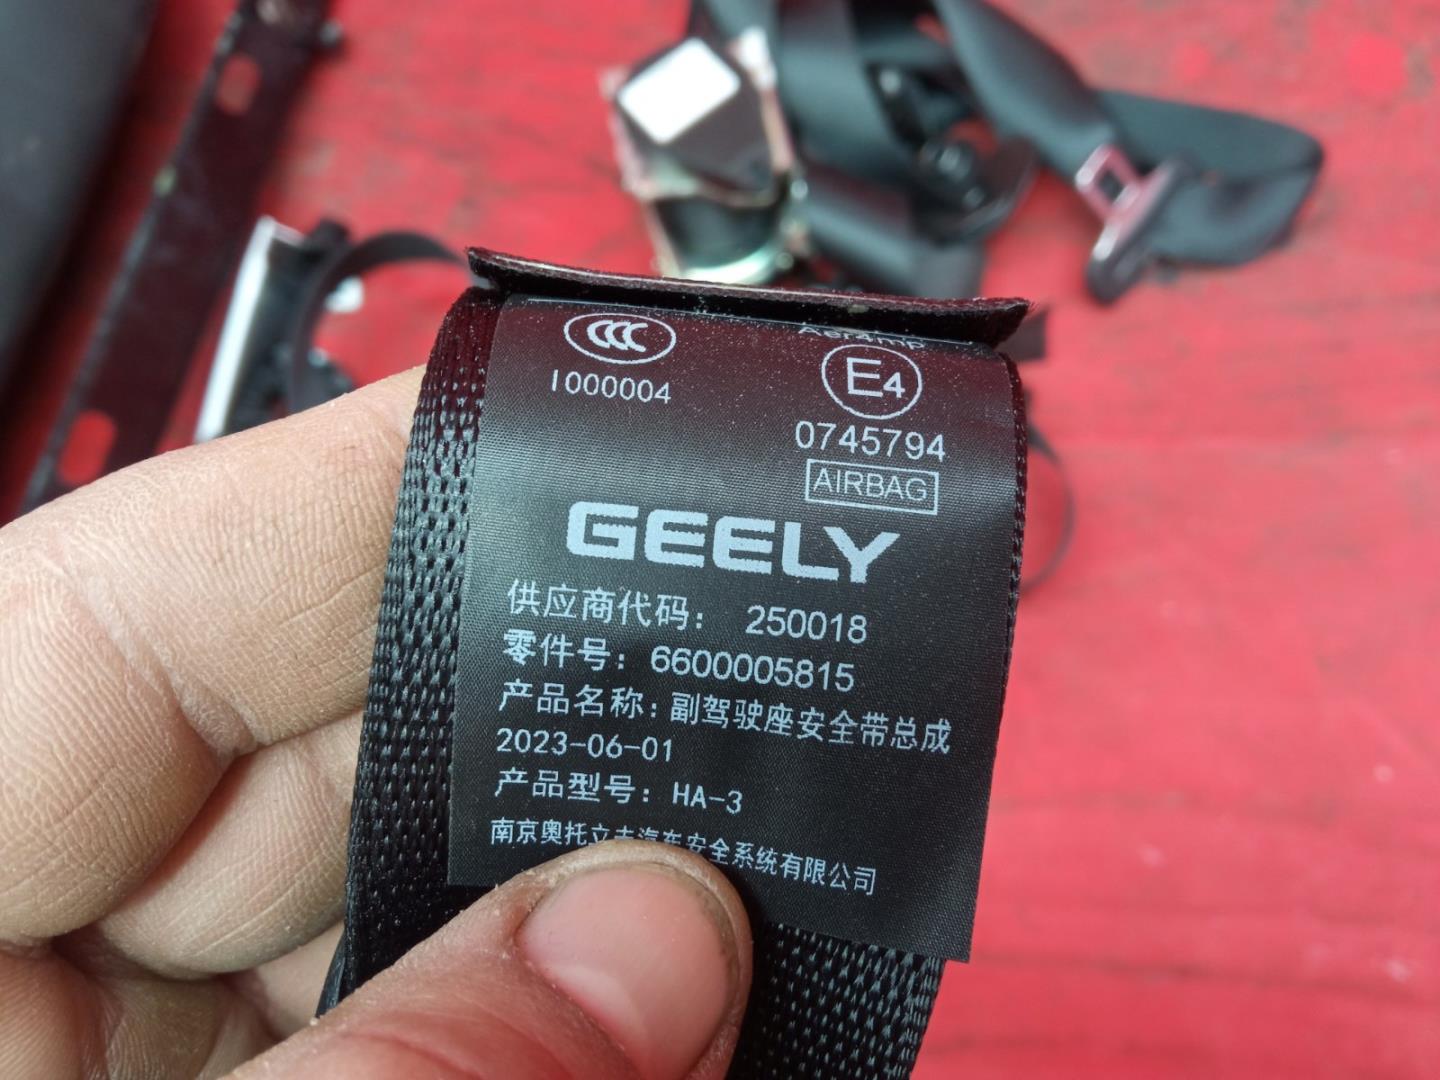 CCC
1000004
Aer4mp
E4
0745794
AIRBAG
GEELY
供应商代码： 250018
零件号：6600005815
产品名称：副驾驶座安全带总成
2023-06-01
产品型号：HA-3
南京奥托立夫汽车安全系统有限公司